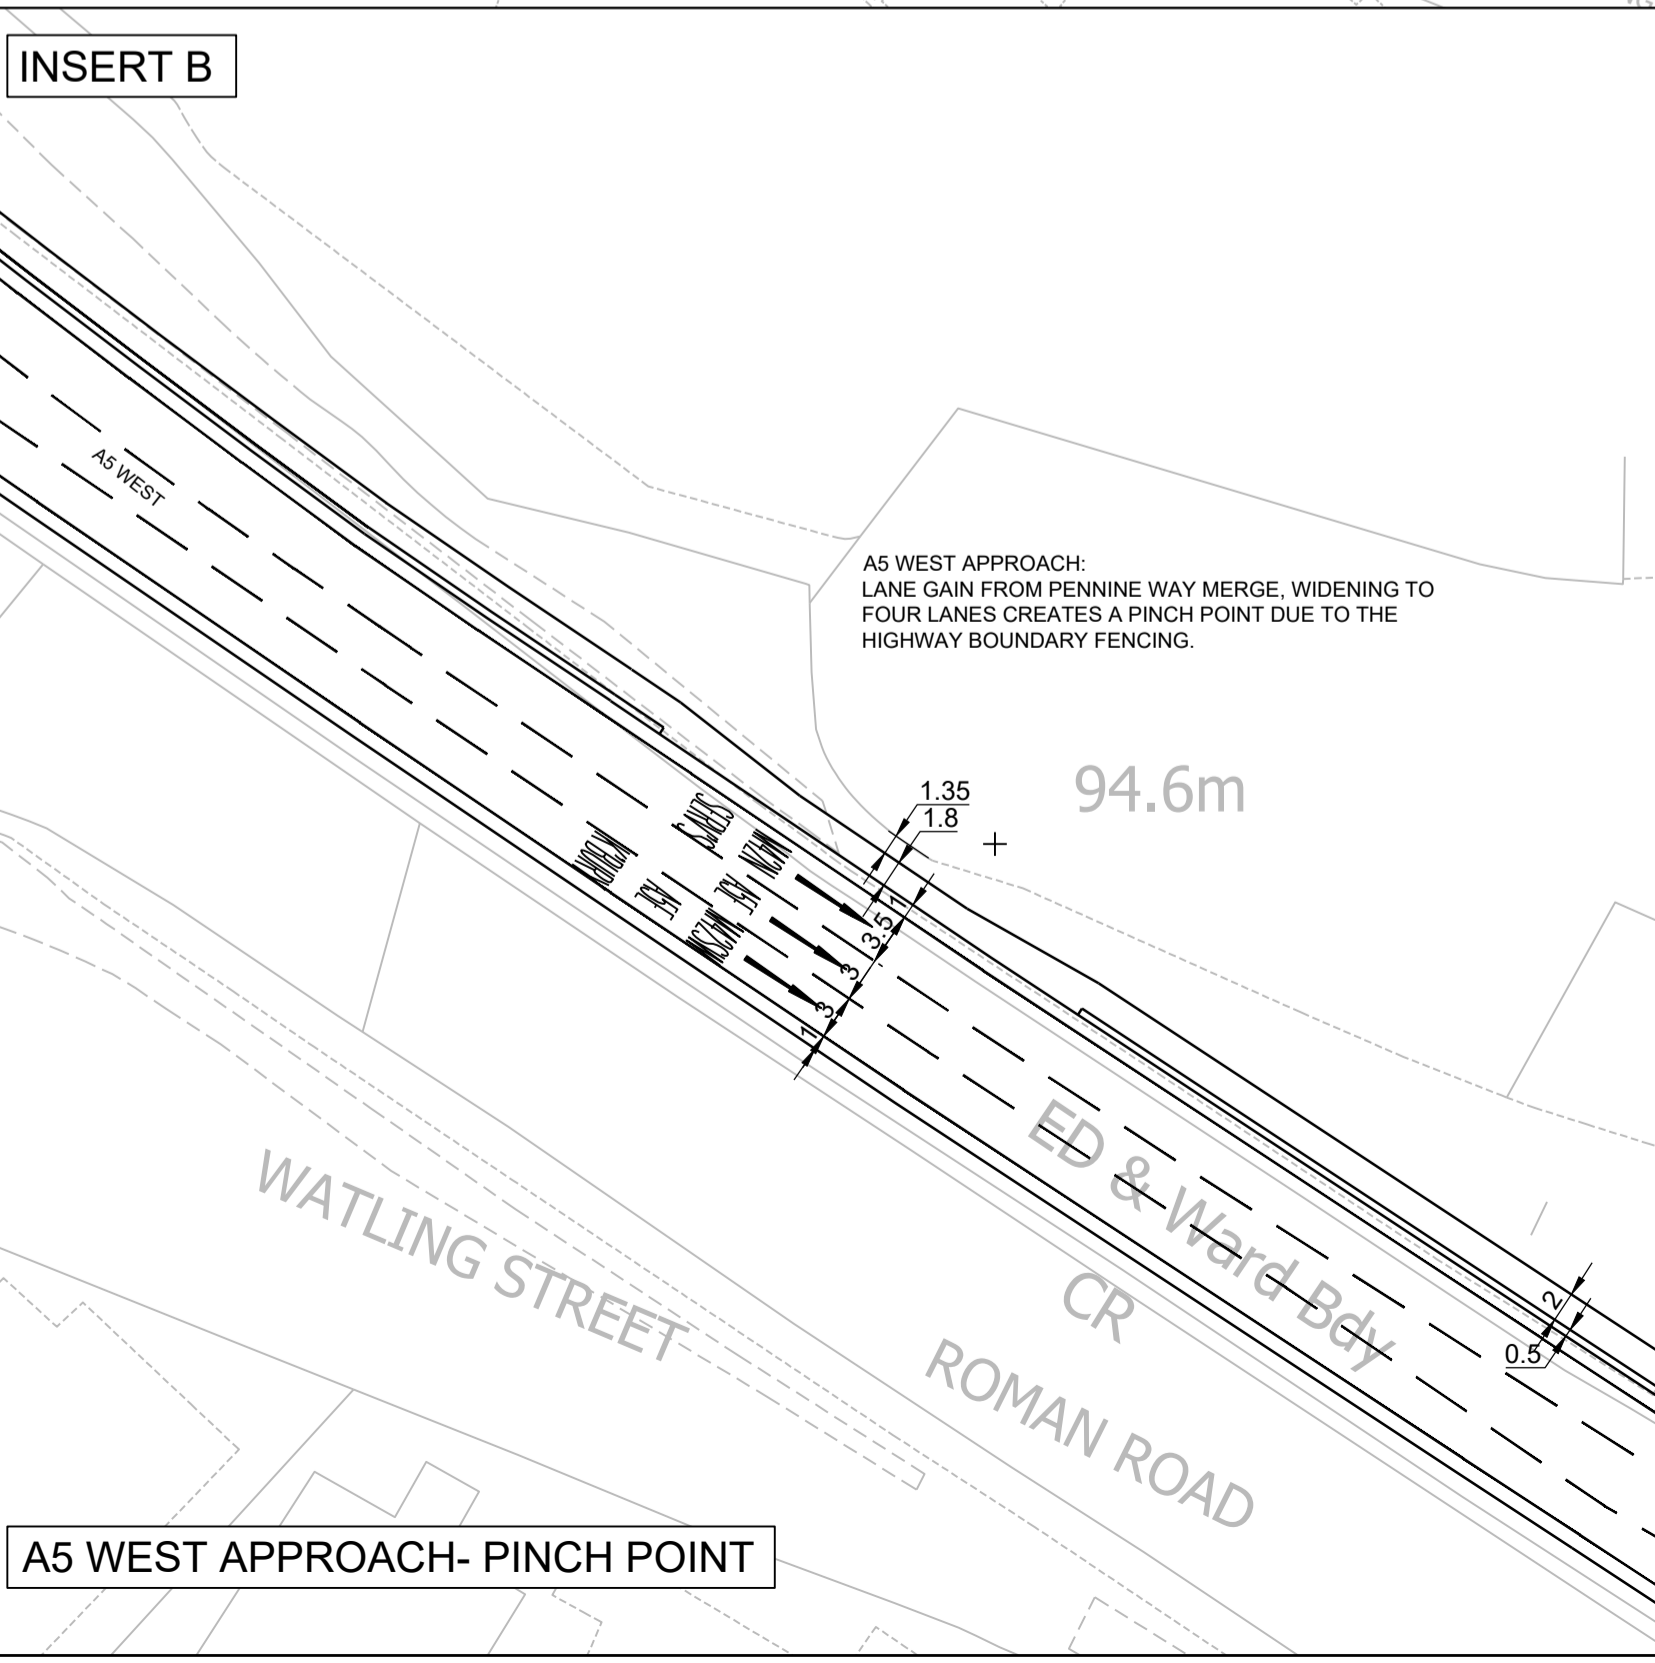 INSERT B
A5 WEST
A5 WEST APPROACH:
LANE GAIN FROM PENNINE WAY MERGE, WIDENING TO
FOUR LANES CREATES A PINCH POINT DUE TO THE
HIGHWAY BOUNDARY FENCING.
94.6m
1.35
1.8
1
3.5
3
3
1
ED & Ward Bdy
CR
WATLING STREET
ROMAN ROAD
2
0.5
A5 WEST APPROACH- PINCH POINT